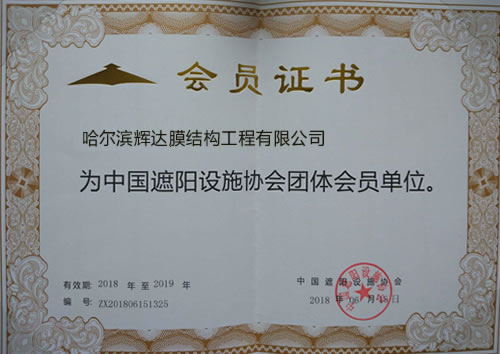 会员证书
哈尔滨辉达膜结构工程有限公司
为中国遮阳设施协会团体会员单位。
有效期: 2018 年 至 2019 年
中国遮阳设施协会
编 号: ZX201806151325
2018 年 06 月 15 日